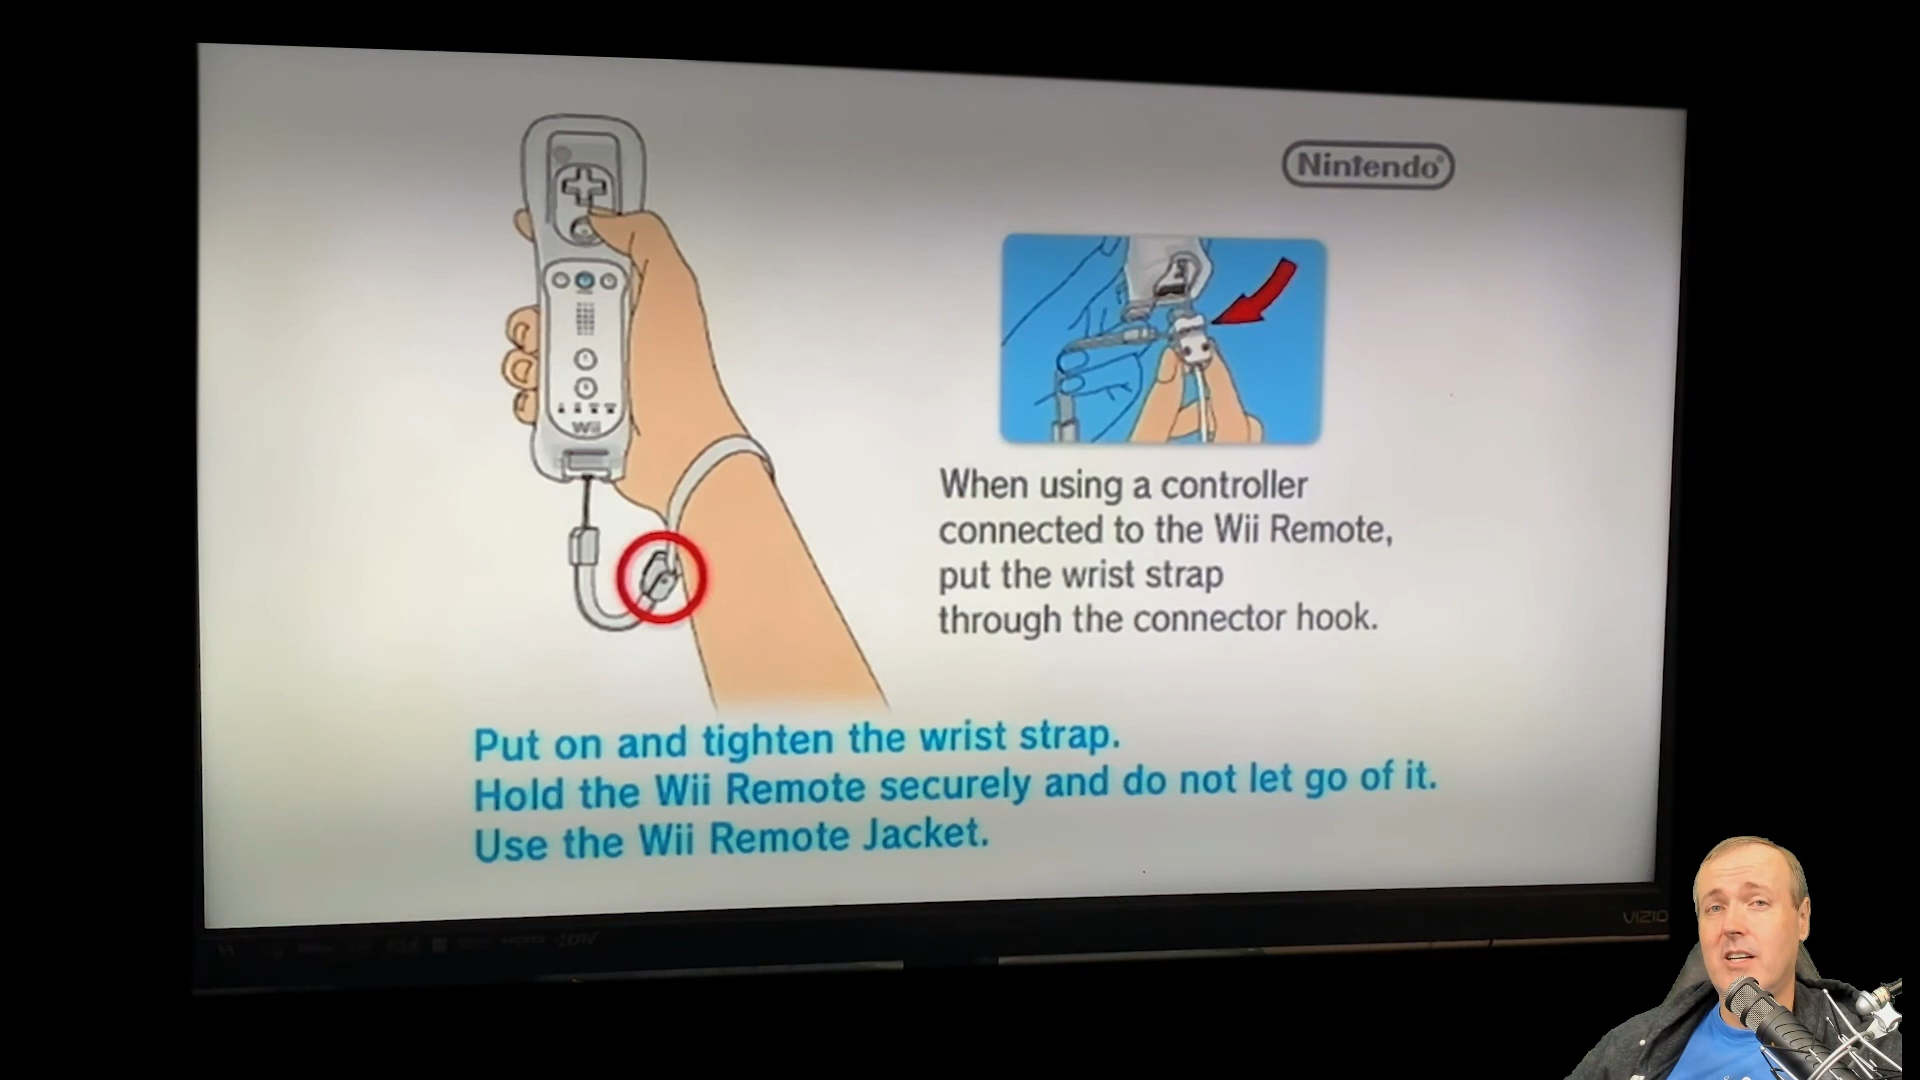 Nintendo®
Wii
When using a controller
connected to the Wii Remote,
put the wrist strap
through the connector hook.
Put on and tighten the wrist strap.
Hold the Wii Remote securely and do not let go of it.
Use the Wii Remote Jacket.
VIZIO